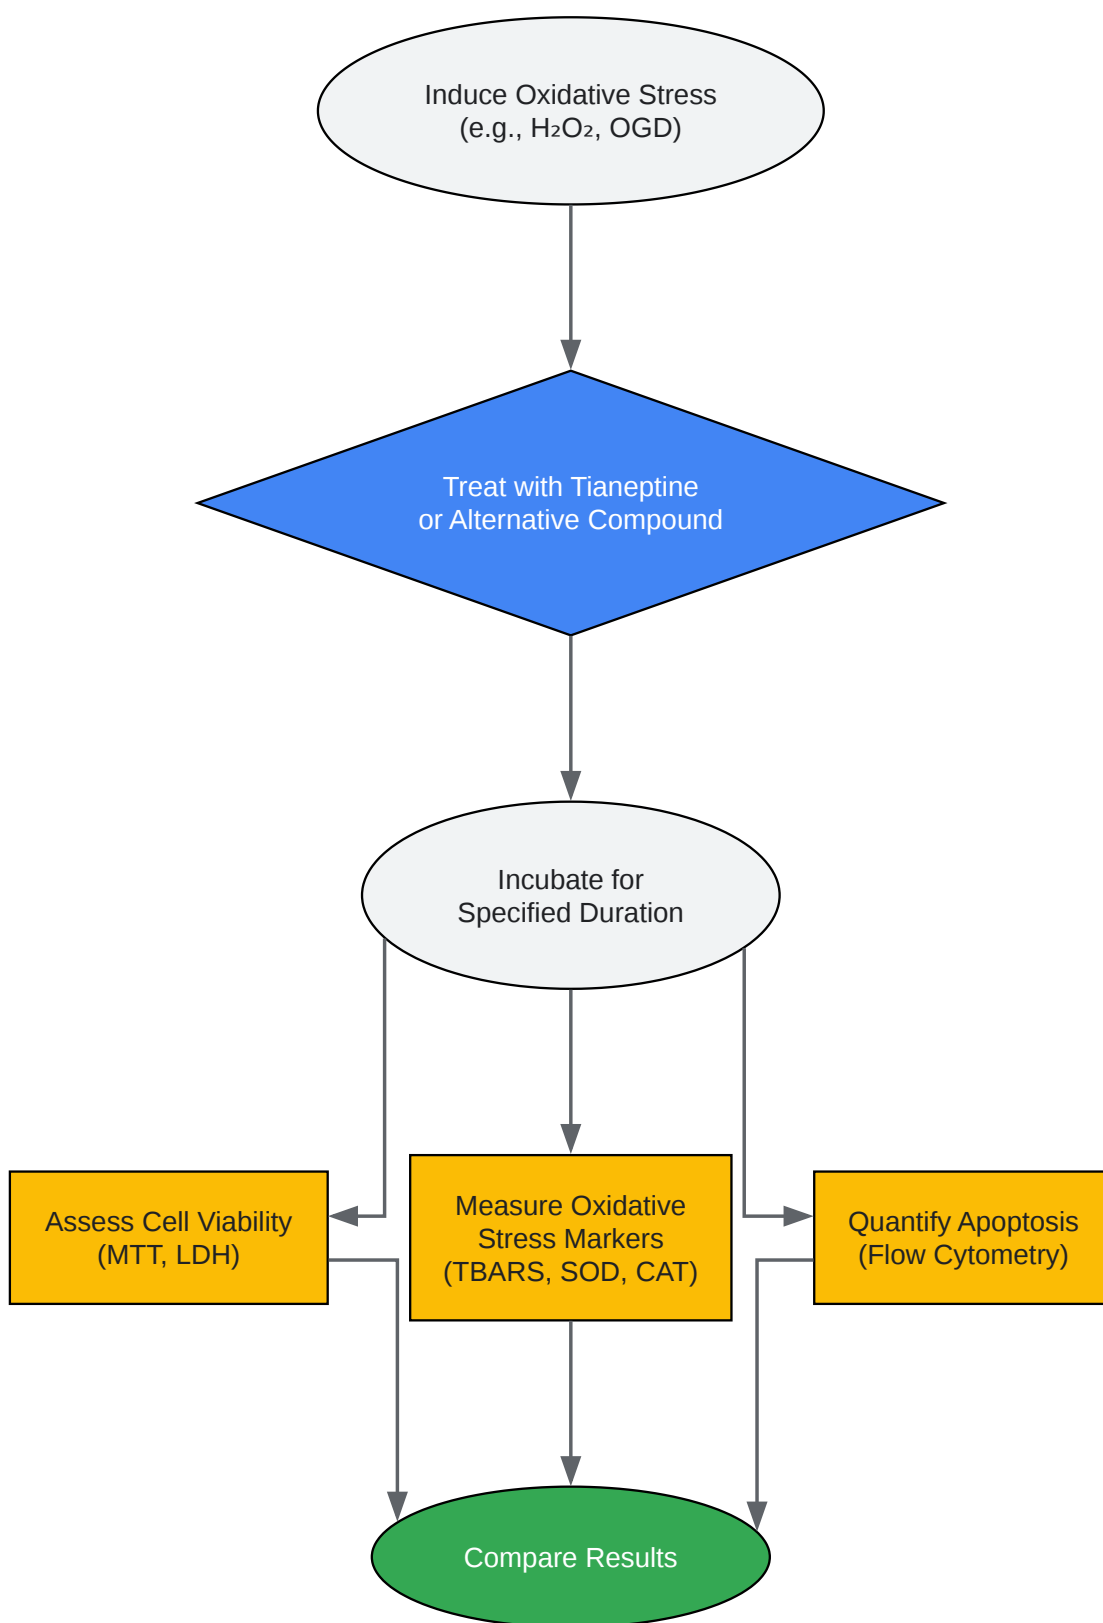 Induce Oxidative Stress
(e.g., H₂O₂, OGD)
Treat with Tianeptine
or Alternative Compound
Incubate for
Specified Duration
Assess Cell Viability
(MTT, LDH)
Measure Oxidative
Stress Markers
(TBARS, SOD, CAT)
Quantify Apoptosis
(Flow Cytometry)
Compare Results